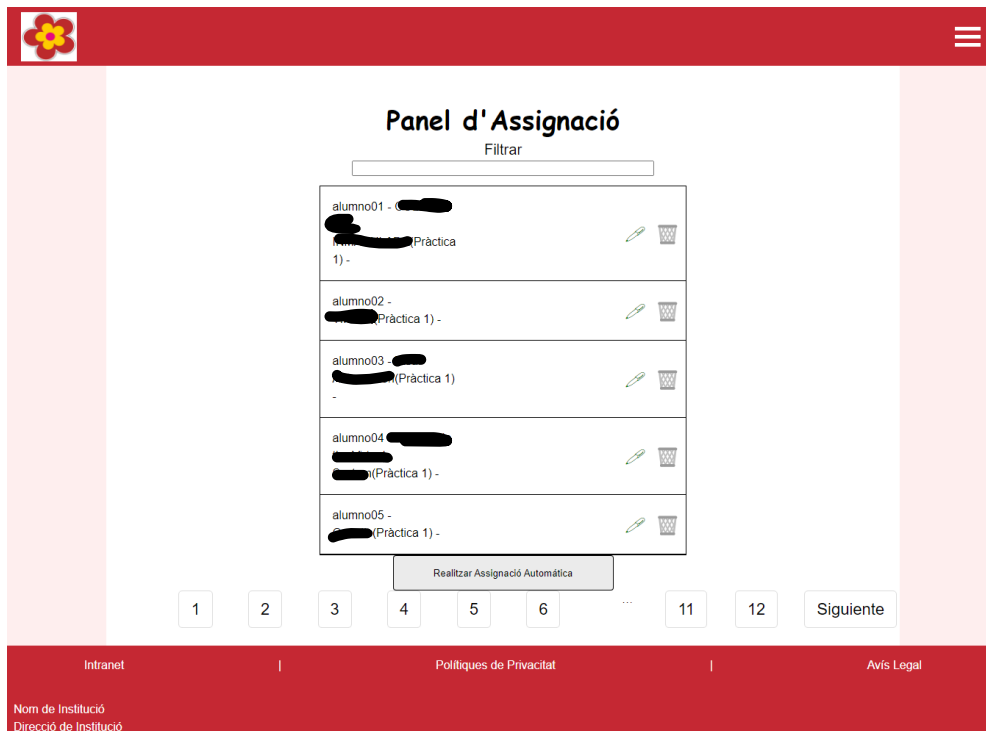 Panel d'Assignació
Filtrar
alumno01 -
(Pràctica
1) -
alumno02 -
(Pràctica 1) -
alumno03 -
(Pràctica 1)
-
alumno04
(Pràctica 1) -
alumno05 -
(Pràctica 1) -
Realitzar Assignació Automática
1 2 3 4 5 6 ... 11 12 Siguiente
Intranet | Polítiques de Privacitat | Avís Legal
Nom de Institució
Direcció de Institució